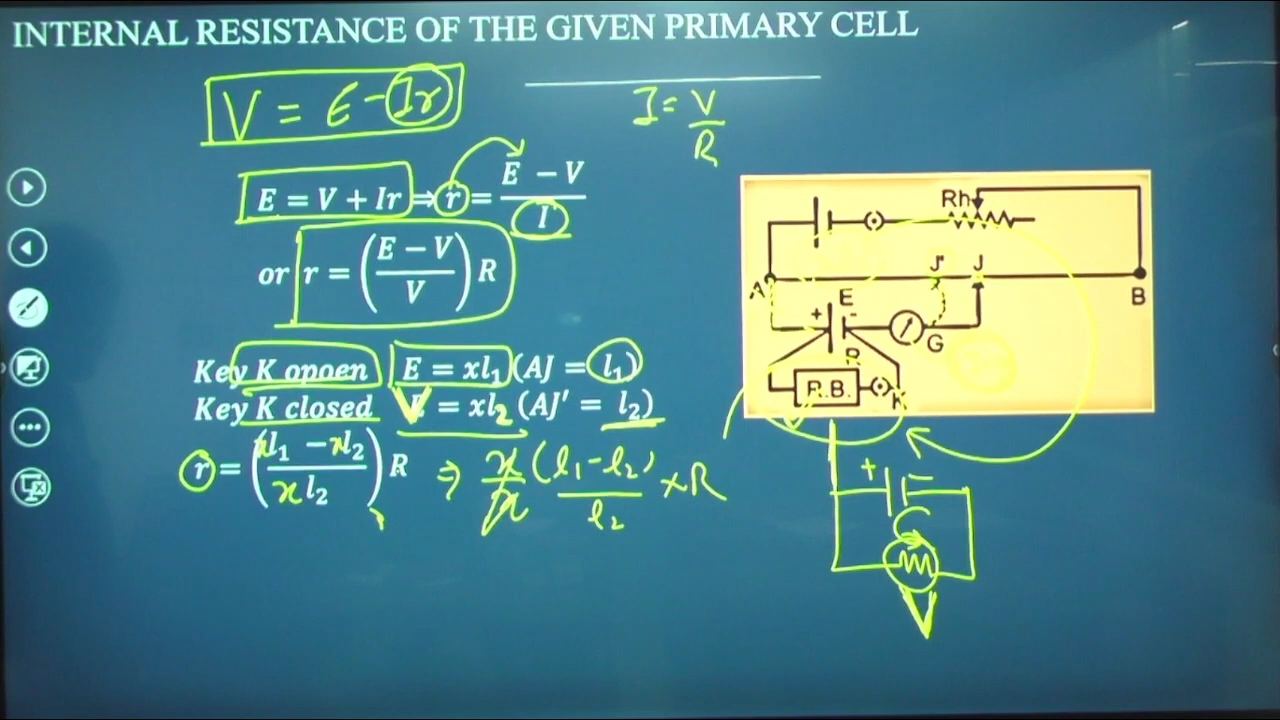 INTERNAL RESISTANCE OF THE GIVEN PRIMARY CELL
V = E - Ir
I = V/R
E = V + Ir ⇒ r = (E - V)/I
or r = ((E - V)/V) R
Key K opoen E = xl₁ (AJ = l₁)
Key K closed V = xl₂ (AJ' = l₂)
r = ((xl₁ - xl₂)/(xl₂)) R ⇒ x/x (l₁ - l₂)/l₂ × R
Rh
A J' J B
E
+ -
G
R
R.B. K
+ -
V